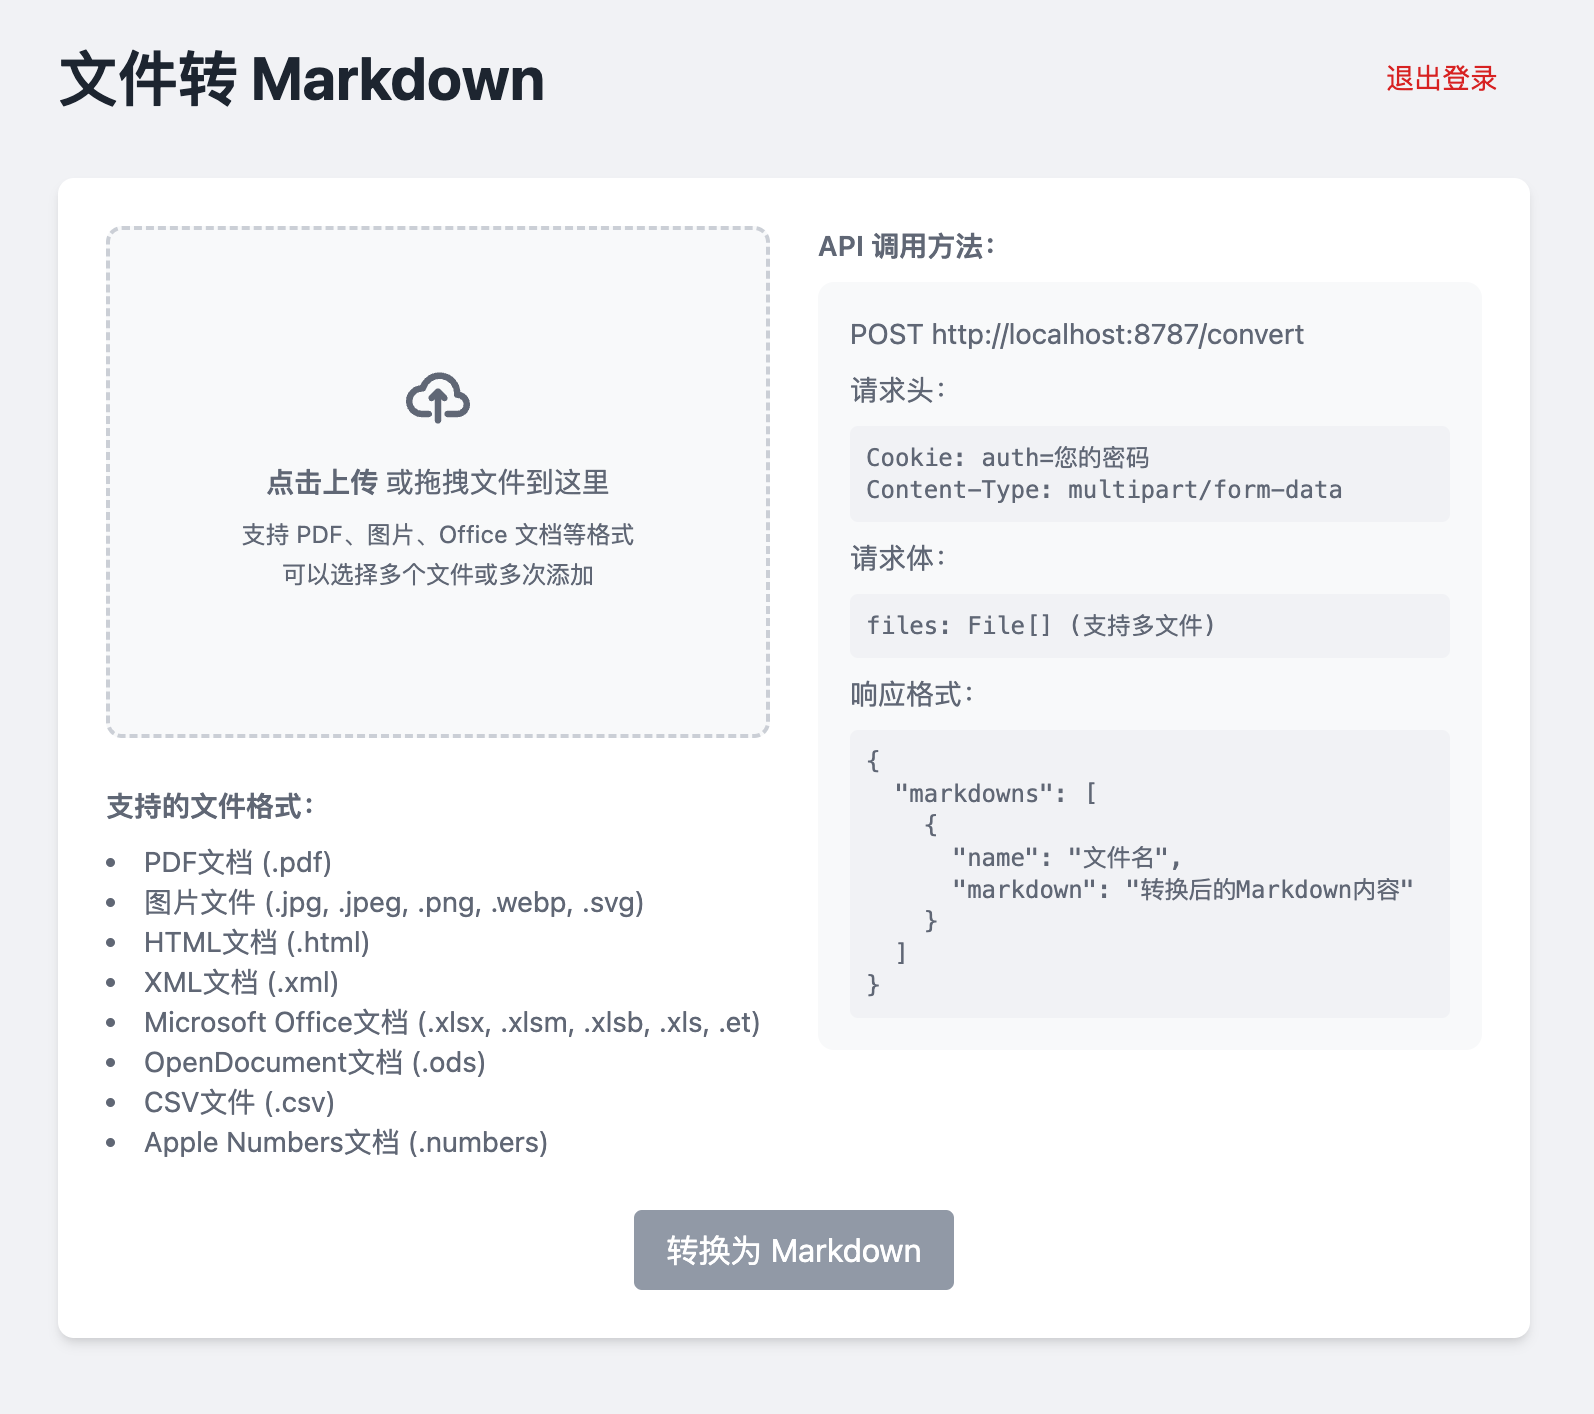 文件转 Markdown
退出登录
点击上传 或拖拽文件到这里
支持 PDF、图片、Office 文档等格式
可以选择多个文件或多次添加
支持的文件格式：
• PDF文档 (.pdf)
• 图片文件 (.jpg, .jpeg, .png, .webp, .svg)
• HTML文档 (.html)
• XML文档 (.xml)
• Microsoft Office文档 (.xlsx, .xlsm, .xlsb, .xls, .et)
• OpenDocument文档 (.ods)
• CSV文件 (.csv)
• Apple Numbers文档 (.numbers)
API 调用方法：
POST http://localhost:8787/convert
请求头：
Cookie: auth=您的密码
Content-Type: multipart/form-data
请求体：
files: File[] (支持多文件)
响应格式：
{
  "markdowns": [
    {
      "name": "文件名",
      "markdown": "转换后的Markdown内容"
    }
  ]
}
转换为 Markdown